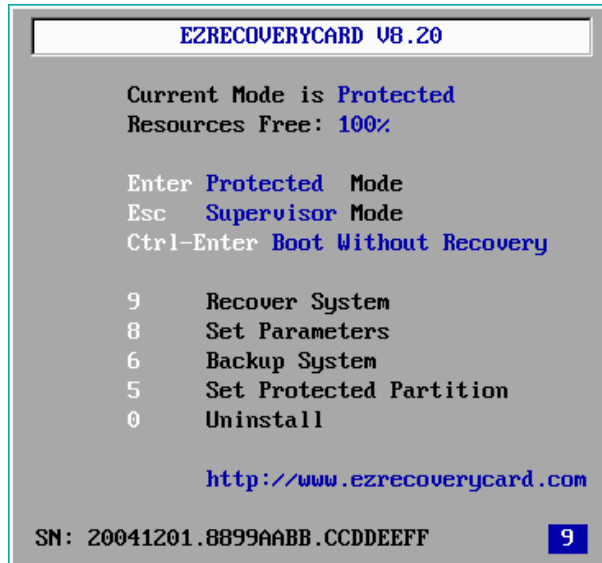 EZRECOVERYCARD V8.20
Current Mode is Protected
Resources Free: 100%
Enter Protected Mode
Esc Supervisor Mode
Ctrl-Enter Boot Without Recovery
9 Recover System
8 Set Parameters
6 Backup System
5 Set Protected Partition
0 Uninstall
http://www.ezrecoverycard.com
SN: 20041201.8899AABB.CCDDEEFF 9